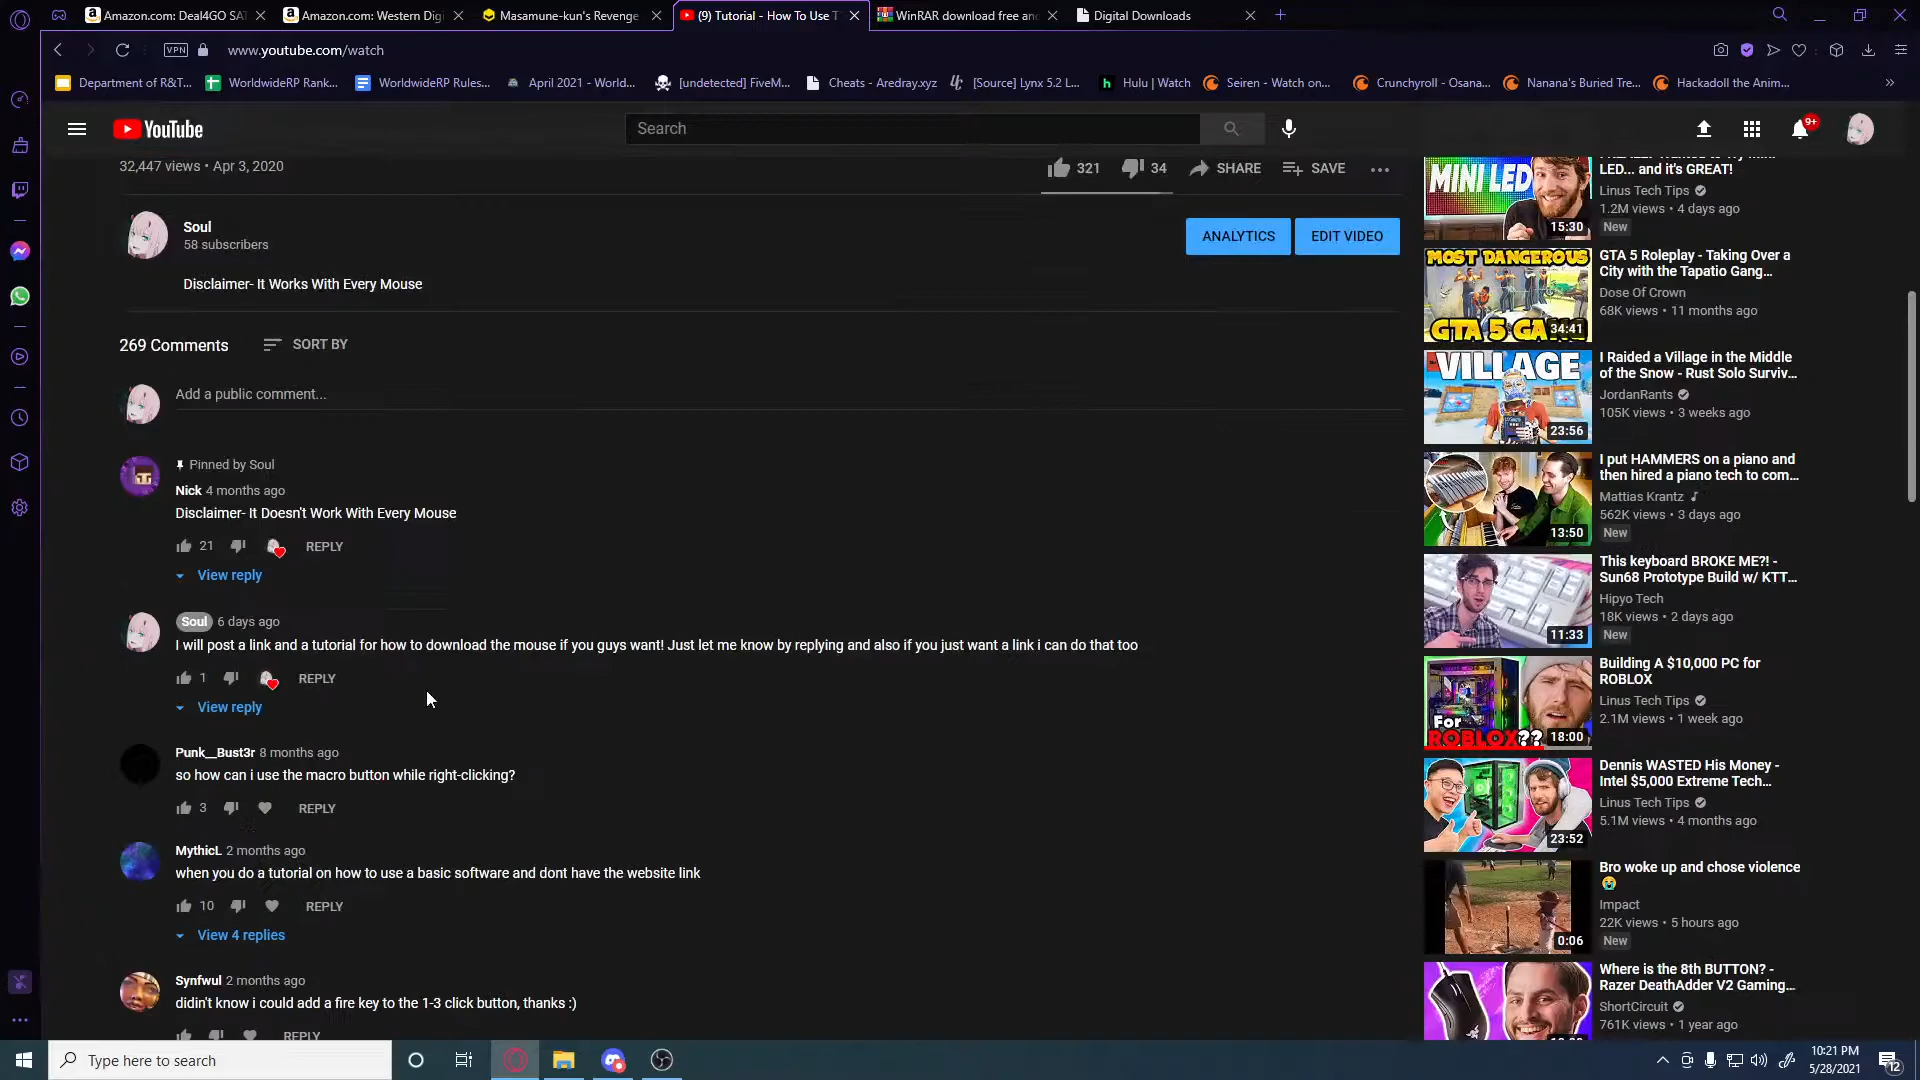 Amazon.com: Deal4GO SA
Amazon.com: Western Digi
Masamune-kun's Revenge
(9) Tutorial - How To Use T
WinRAR download free and
Digital Downloads
VPN
www.youtube.com/watch
Department of R&T...
WorldwideRP Rank...
WorldwideRP Rules...
April 2021 - World...
[undetected] FiveM...
Cheats - Aredray.xyz
[Source] Lynx 5.2 L...
Hulu | Watch
Seiren - Watch on...
Crunchyroll - Osana...
Nanana's Buried Tre...
Hackadoll the Anim...
YouTube
Search
9+
32,447 views • Apr 3, 2020
321
34
SHARE
SAVE
Soul
58 subscribers
ANALYTICS
EDIT VIDEO
Disclaimer- It Works With Every Mouse
269 Comments
SORT BY
Add a public comment...
Pinned by Soul
Nick 4 months ago
Disclaimer- It Doesn't Work With Every Mouse
21
REPLY
View reply
Soul 6 days ago
I will post a link and a tutorial for how to download the mouse if you guys want! Just let me know by replying and also if you just want a link i can do that too
1
REPLY
View reply
Punk__Bust3r 8 months ago
so how can i use the macro button while right-clicking?
3
REPLY
MythicL 2 months ago
when you do a tutorial on how to use a basic software and dont have the website link
10
REPLY
View 4 replies
Synfwul 2 months ago
didin't know i could add a fire key to the 1-3 click button, thanks :)
REPLY
MINI LED
15:30
LED... and it's GREAT!
Linus Tech Tips
1.2M views • 4 days ago
New
MOST DANGEROUS
GTA 5 GANG
34:41
GTA 5 Roleplay - Taking Over a
City with the Tapatio Gang...
Dose Of Crown
68K views • 11 months ago
VILLAGE
23:56
I Raided a Village in the Middle
of the Snow - Rust Solo Surviv...
JordanRants
105K views • 3 weeks ago
13:50
I put HAMMERS on a piano and
then hired a piano tech to com...
Mattias Krantz
562K views • 3 days ago
New
11:33
This keyboard BROKE ME?! -
Sun68 Prototype Build w/ KTT...
Hipyo Tech
18K views • 2 days ago
New
For
ROBLOX??
18:00
Building A $10,000 PC for
ROBLOX
Linus Tech Tips
2.1M views • 1 week ago
23:52
Dennis WASTED His Money -
Intel $5,000 Extreme Tech...
Linus Tech Tips
5.1M views • 4 months ago
0:06
Bro woke up and chose violence
Impact
22K views • 5 hours ago
New
Where is the 8th BUTTON? -
Razer DeathAdder V2 Gaming...
ShortCircuit
761K views • 1 year ago
Type here to search
10:21 PM
5/28/2021
12